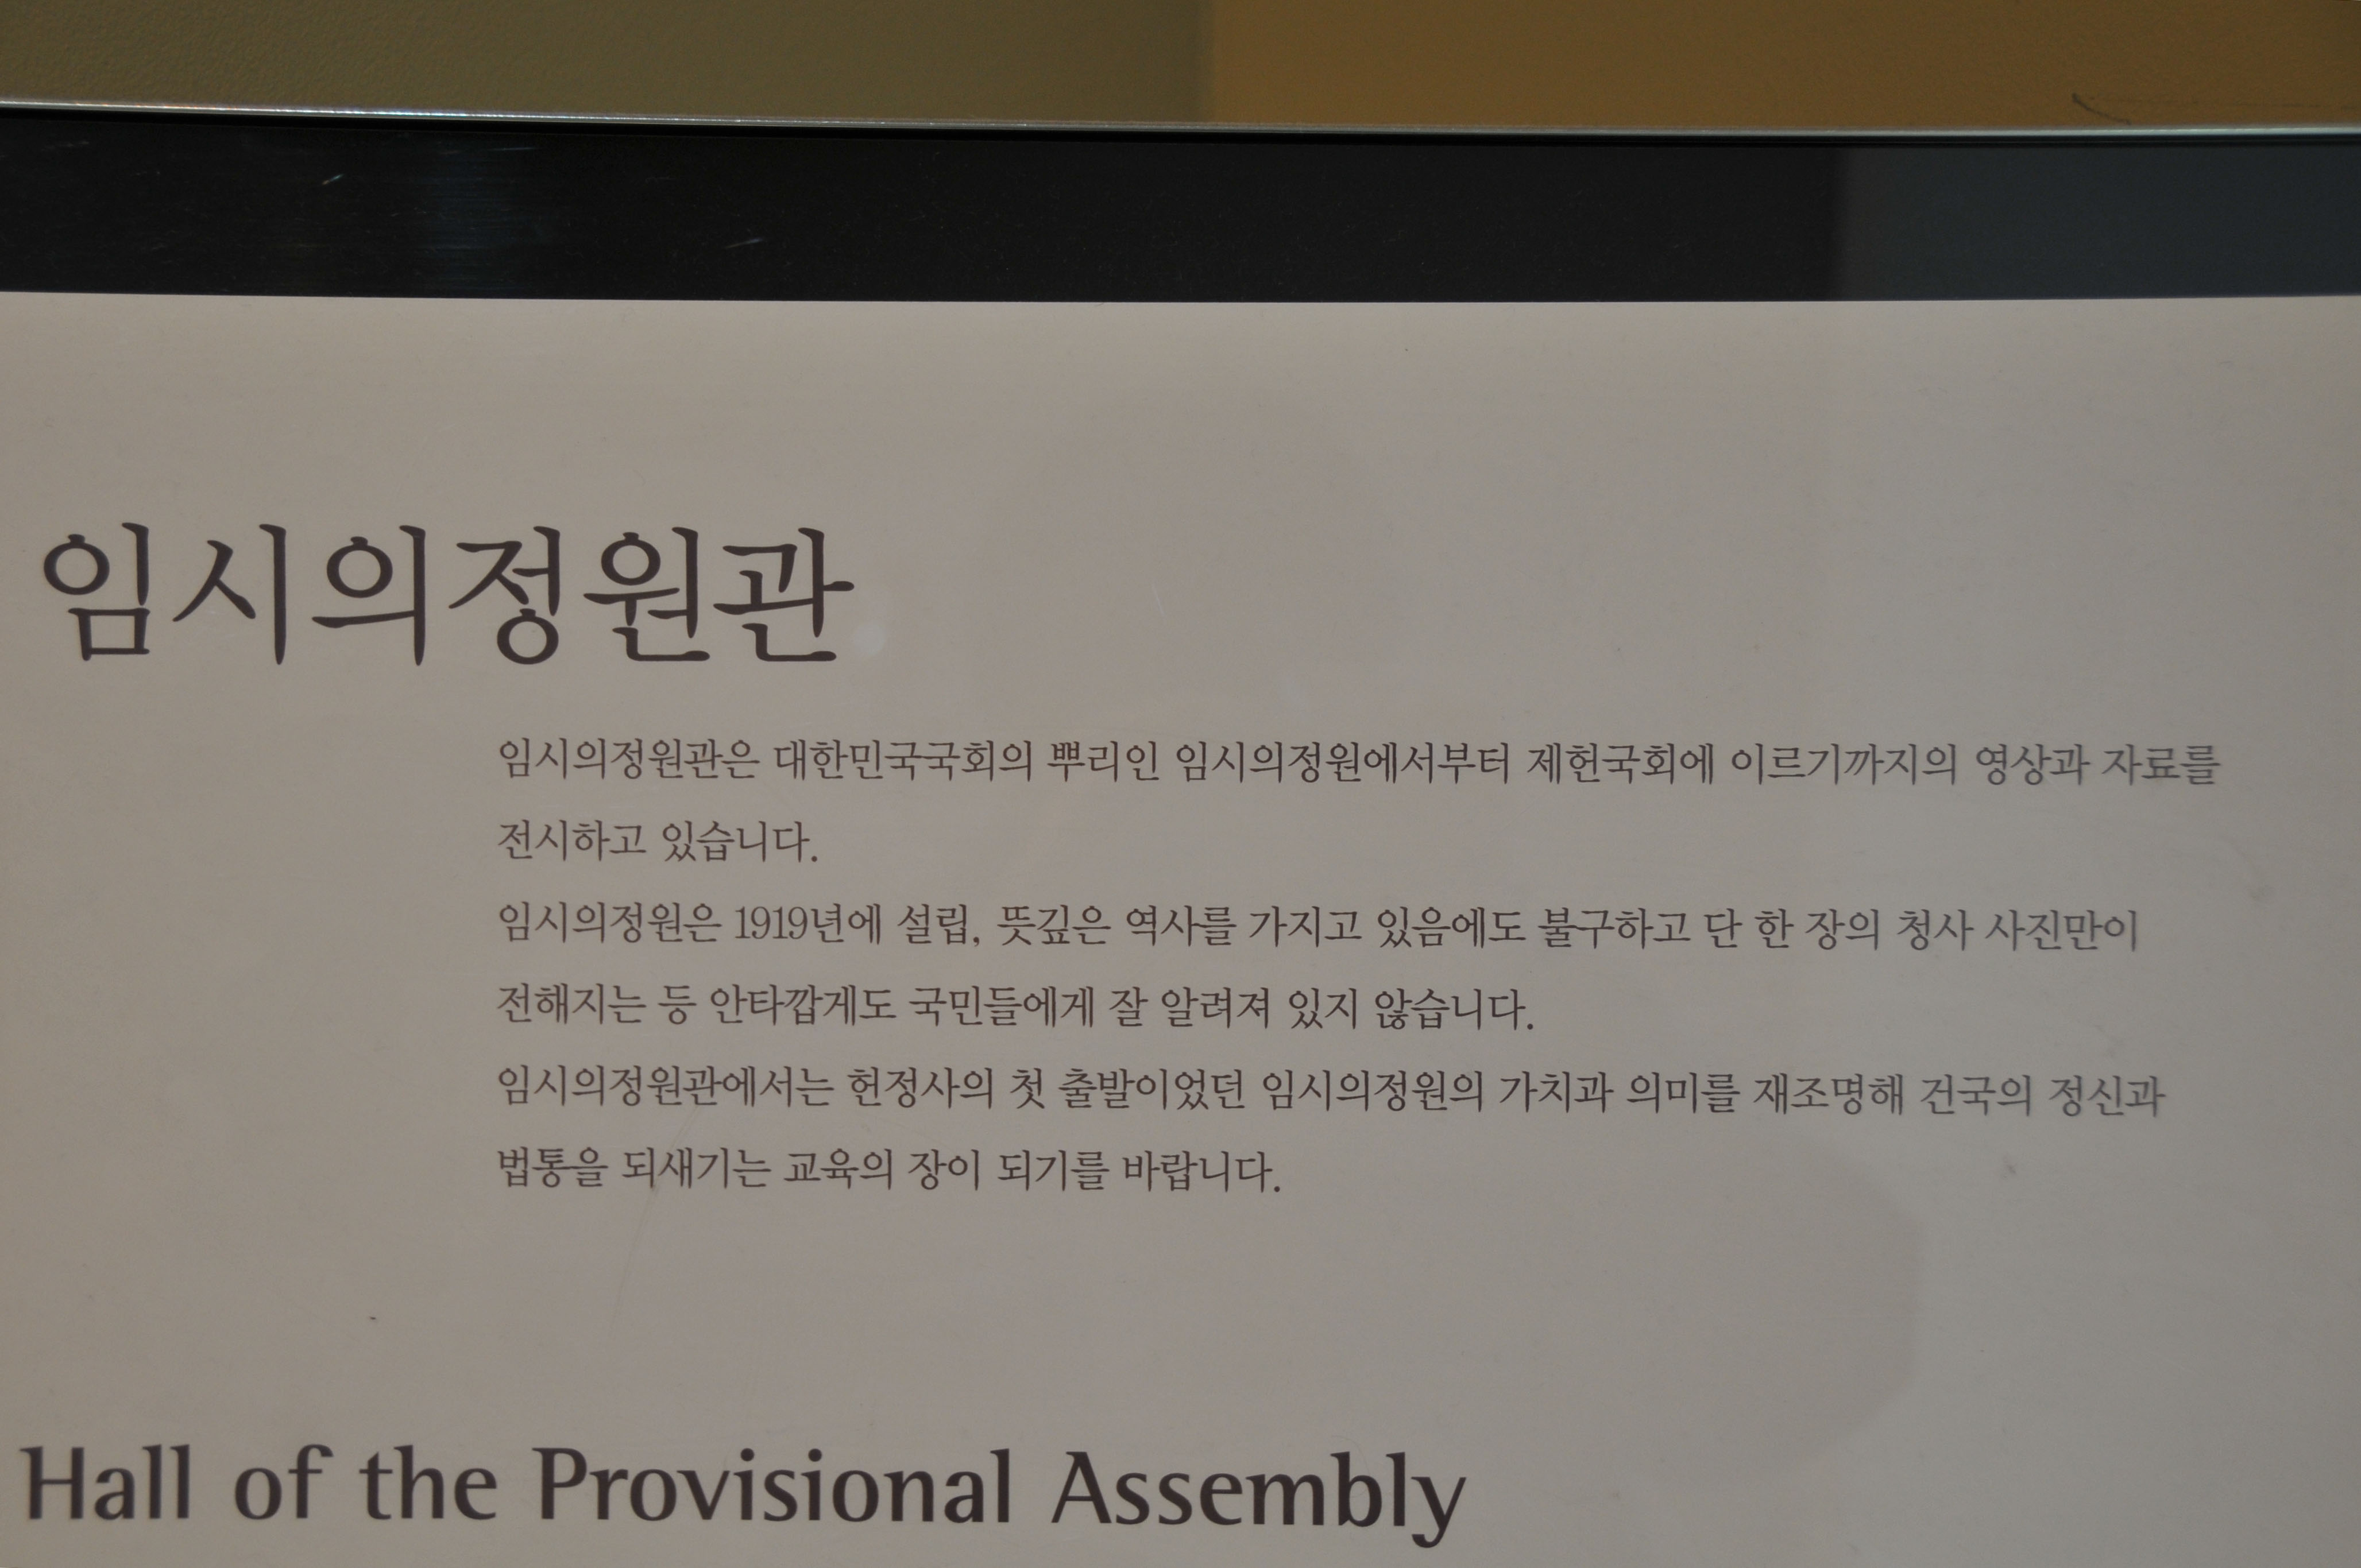 임시의정원관
임시의정원관은 대한민국국회의 뿌리인 임시의정원에서부터 제헌국회에 이르기까지의 영상과 자료를
전시하고 있습니다.
임시의정원은 1919년에 설립, 뜻깊은 역사를 가지고 있음에도 불구하고 단 한 장의 청사 사진만이
전해지는 등 안타깝게도 국민들에게 잘 알려져 있지 않습니다.
임시의정원관에서는 헌정사의 첫 출발이었던 임시의정원의 가치과 의미를 재조명해 건국의 정신과
법통을 되새기는 교육의 장이 되기를 바랍니다.
Hall of the Provisional Assembly